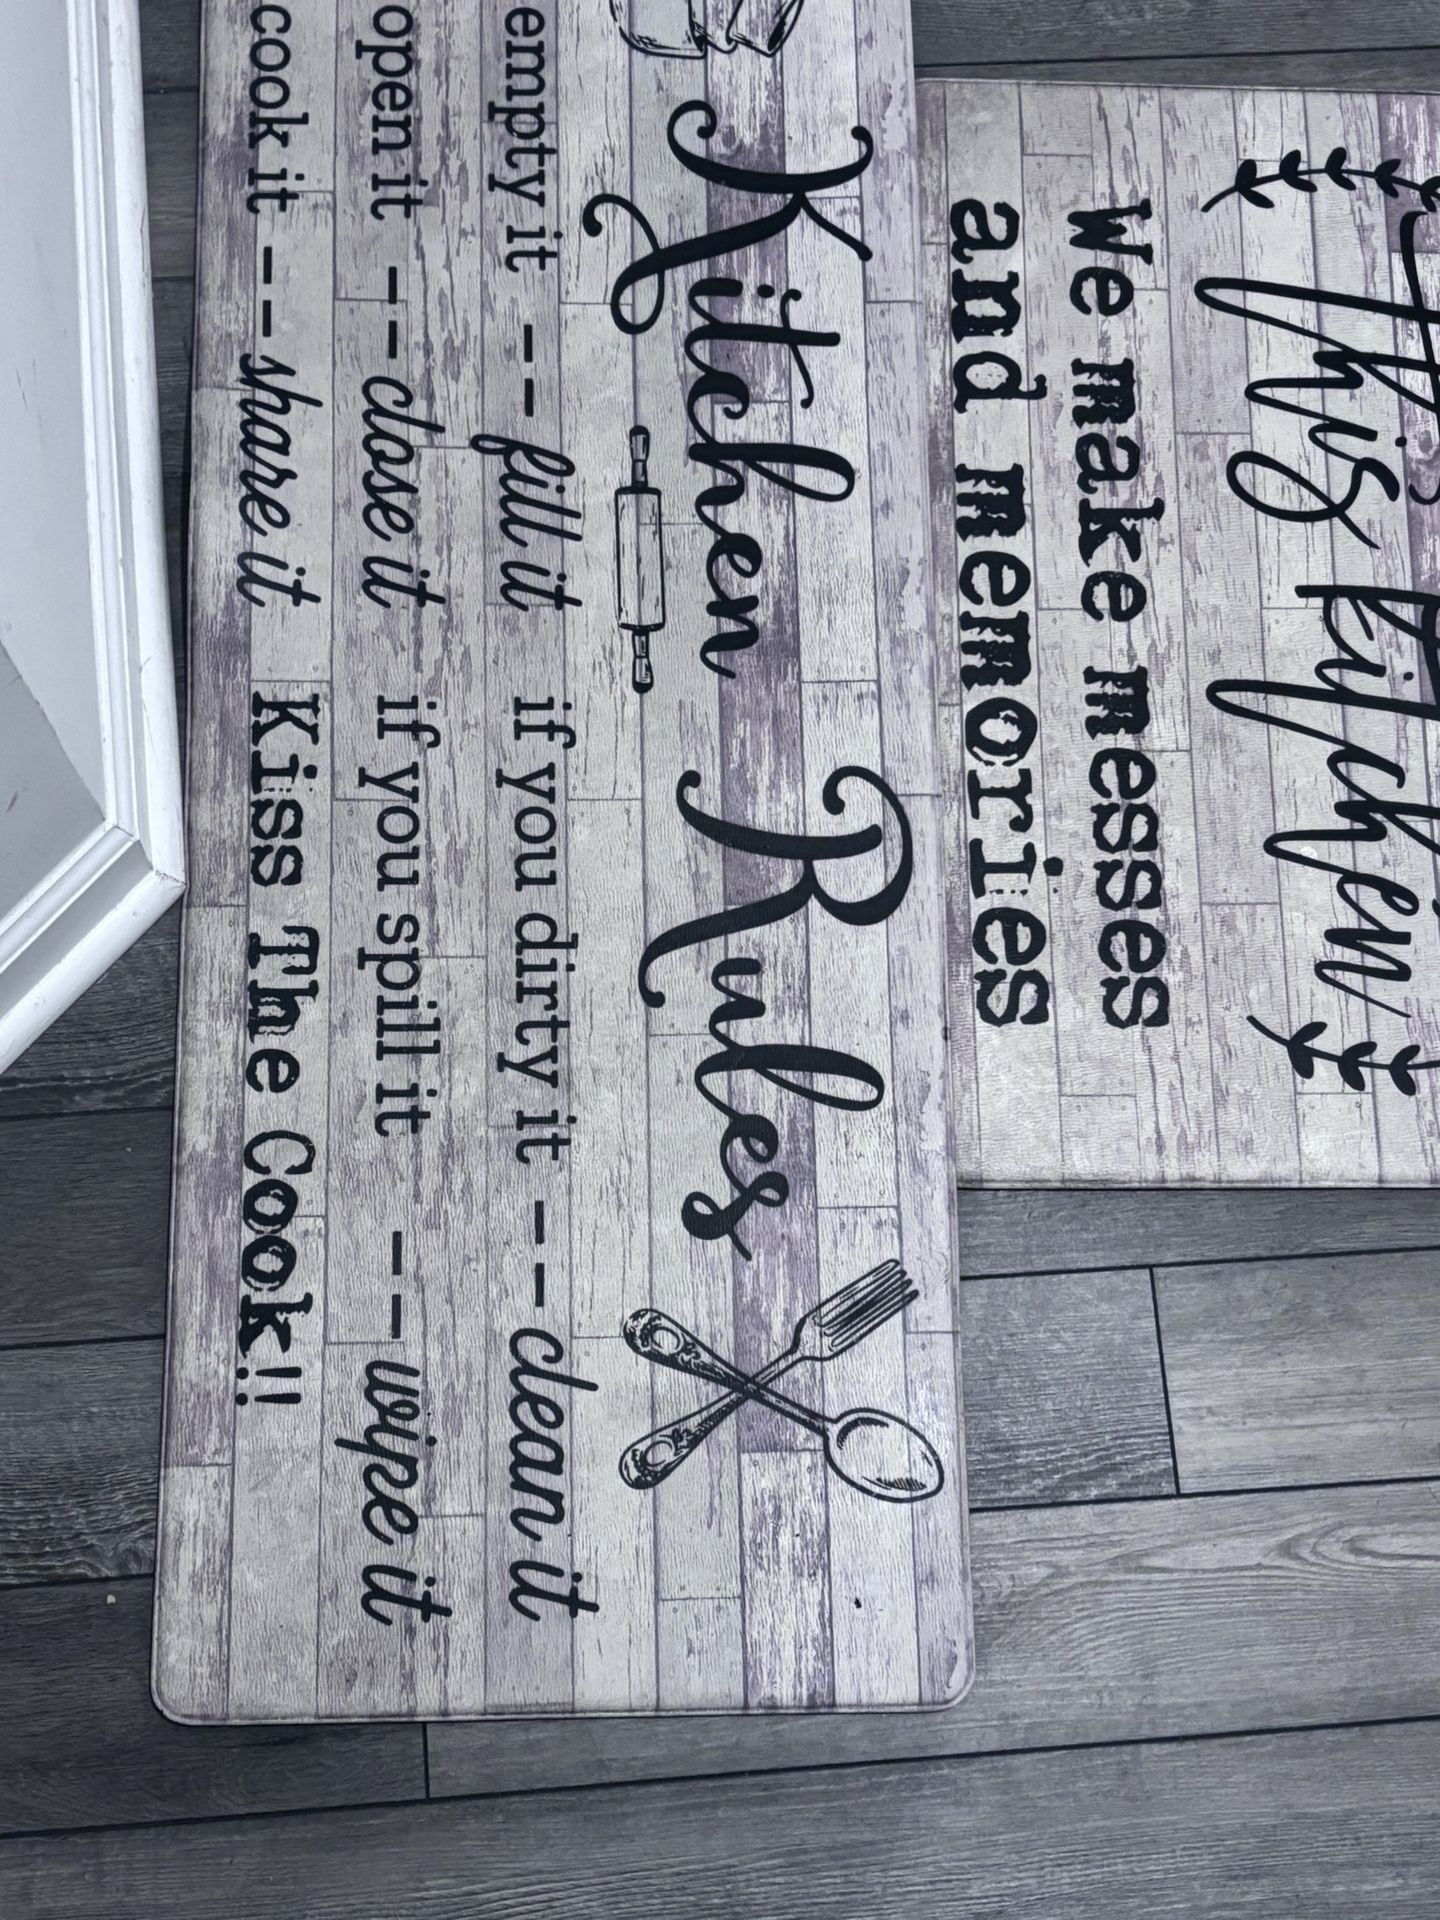 Kitchen Rules
empty it -- fill it if you dirty it -- clean it
open it -- close it if you spill it -- wipe it
cook it -- share it Kiss The Cook!!
This Kitchen
We make messes
and memories